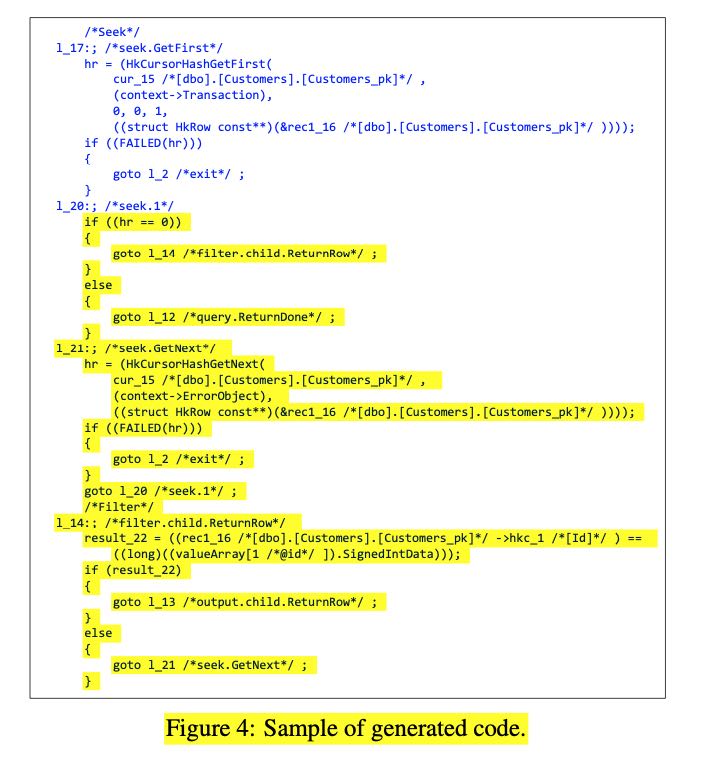 /*Seek*/
l_17:; /*seek.GetFirst*/
hr = (HkCursorHashGetFirst(
cur_15 /*[dbo].[Customers].[Customers_pk]*/ ,
(context->Transaction),
0, 0, 1,
((struct HkRow const**)(&rec1_16 /*[dbo].[Customers].[Customers_pk]*/ ))));
if ((FAILED(hr)))
{
goto l_2 /*exit*/ ;
}
l_20:; /*seek.1*/
if ((hr == 0))
{
goto l_14 /*filter.child.ReturnRow*/ ;
}
else
{
goto l_12 /*query.ReturnDone*/ ;
}
l_21:; /*seek.GetNext*/
hr = (HkCursorHashGetNext(
cur_15 /*[dbo].[Customers].[Customers_pk]*/ ,
(context->ErrorObject),
((struct HkRow const**)(&rec1_16 /*[dbo].[Customers].[Customers_pk]*/ ))));
if ((FAILED(hr)))
{
goto l_2 /*exit*/ ;
}
goto l_20 /*seek.1*/ ;
/*Filter*/
l_14:; /*filter.child.ReturnRow*/
result_22 = ((rec1_16 /*[dbo].[Customers].[Customers_pk]*/ ->hkc_1 /*[Id]*/ ) ==
((long)((valueArray[1 /*@id*/ ]).SignedIntData)));
if (result_22)
{
goto l_13 /*output.child.ReturnRow*/ ;
}
else
{
goto l_21 /*seek.GetNext*/ ;
}
Figure 4: Sample of generated code.